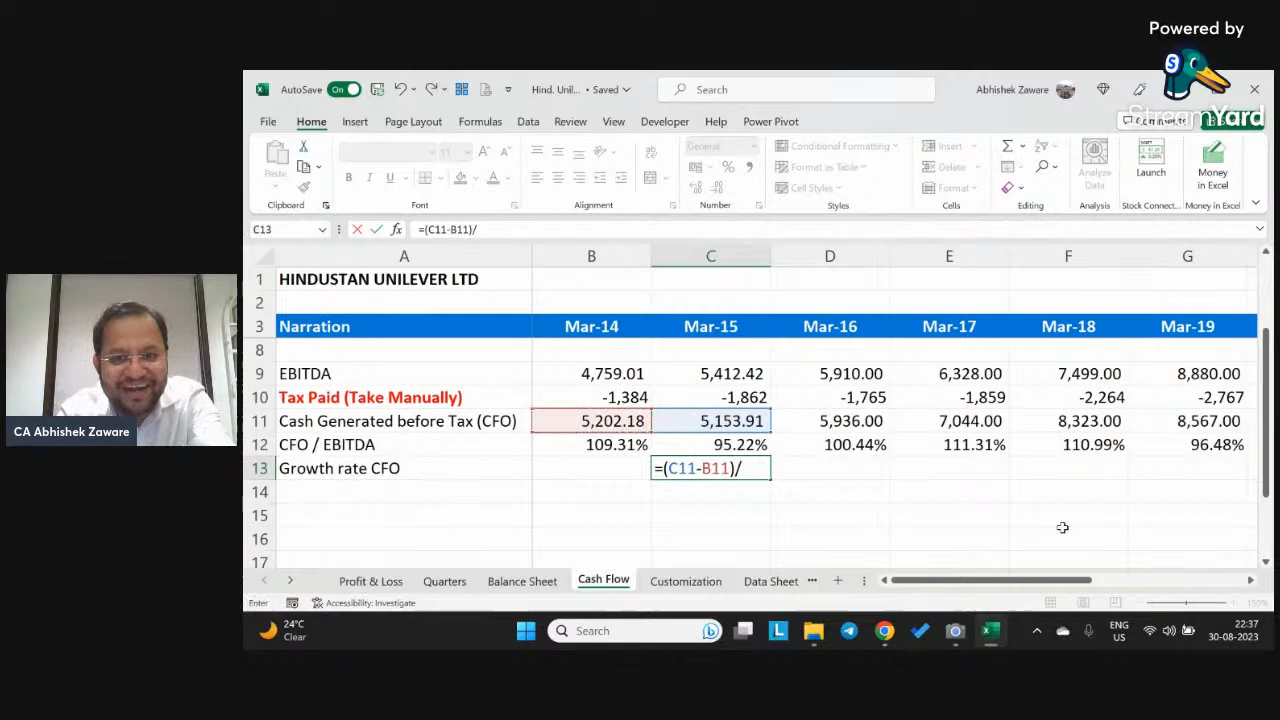 Powered by
StreamYard
AutoSave On
Hind. Unil... • Saved
Search
Abhishek Zaware
File Home Insert Page Layout Formulas Data Review View Developer Help Power Pivot
Comments
Paste
11
General
Conditional Formatting
Format as Table
Cell Styles
Insert
Delete
Format
Analyze Data
Launch
Money in Excel
Clipboard Font Alignment Number Styles Cells Editing Analysis Stock Connect... Money in Excel
C13 fx =(C11-B11)/
A B C D E F G
1 HINDUSTAN UNILEVER LTD
2
3 Narration Mar-14 Mar-15 Mar-16 Mar-17 Mar-18 Mar-19
8
9 EBITDA 4,759.01 5,412.42 5,910.00 6,328.00 7,499.00 8,880.00
10 Tax Paid (Take Manually) -1,384 -1,862 -1,765 -1,859 -2,264 -2,767
11 Cash Generated before Tax (CFO) 5,202.18 5,153.91 5,936.00 7,044.00 8,323.00 8,567.00
12 CFO / EBITDA 109.31% 95.22% 100.44% 111.31% 110.99% 96.48%
13 Growth rate CFO =(C11-B11)/
14
15
16
17
CA Abhishek Zaware
Profit & Loss Quarters Balance Sheet Cash Flow Customization Data Sheet ...
Enter Accessibility: Investigate 150%
24°C
Clear
Search
ENG
US
22:37
30-08-2023